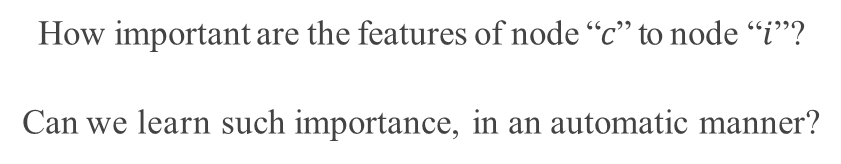 How important are the features of node “c” to node “i”?
Can we learn such importance, in an automatic manner?